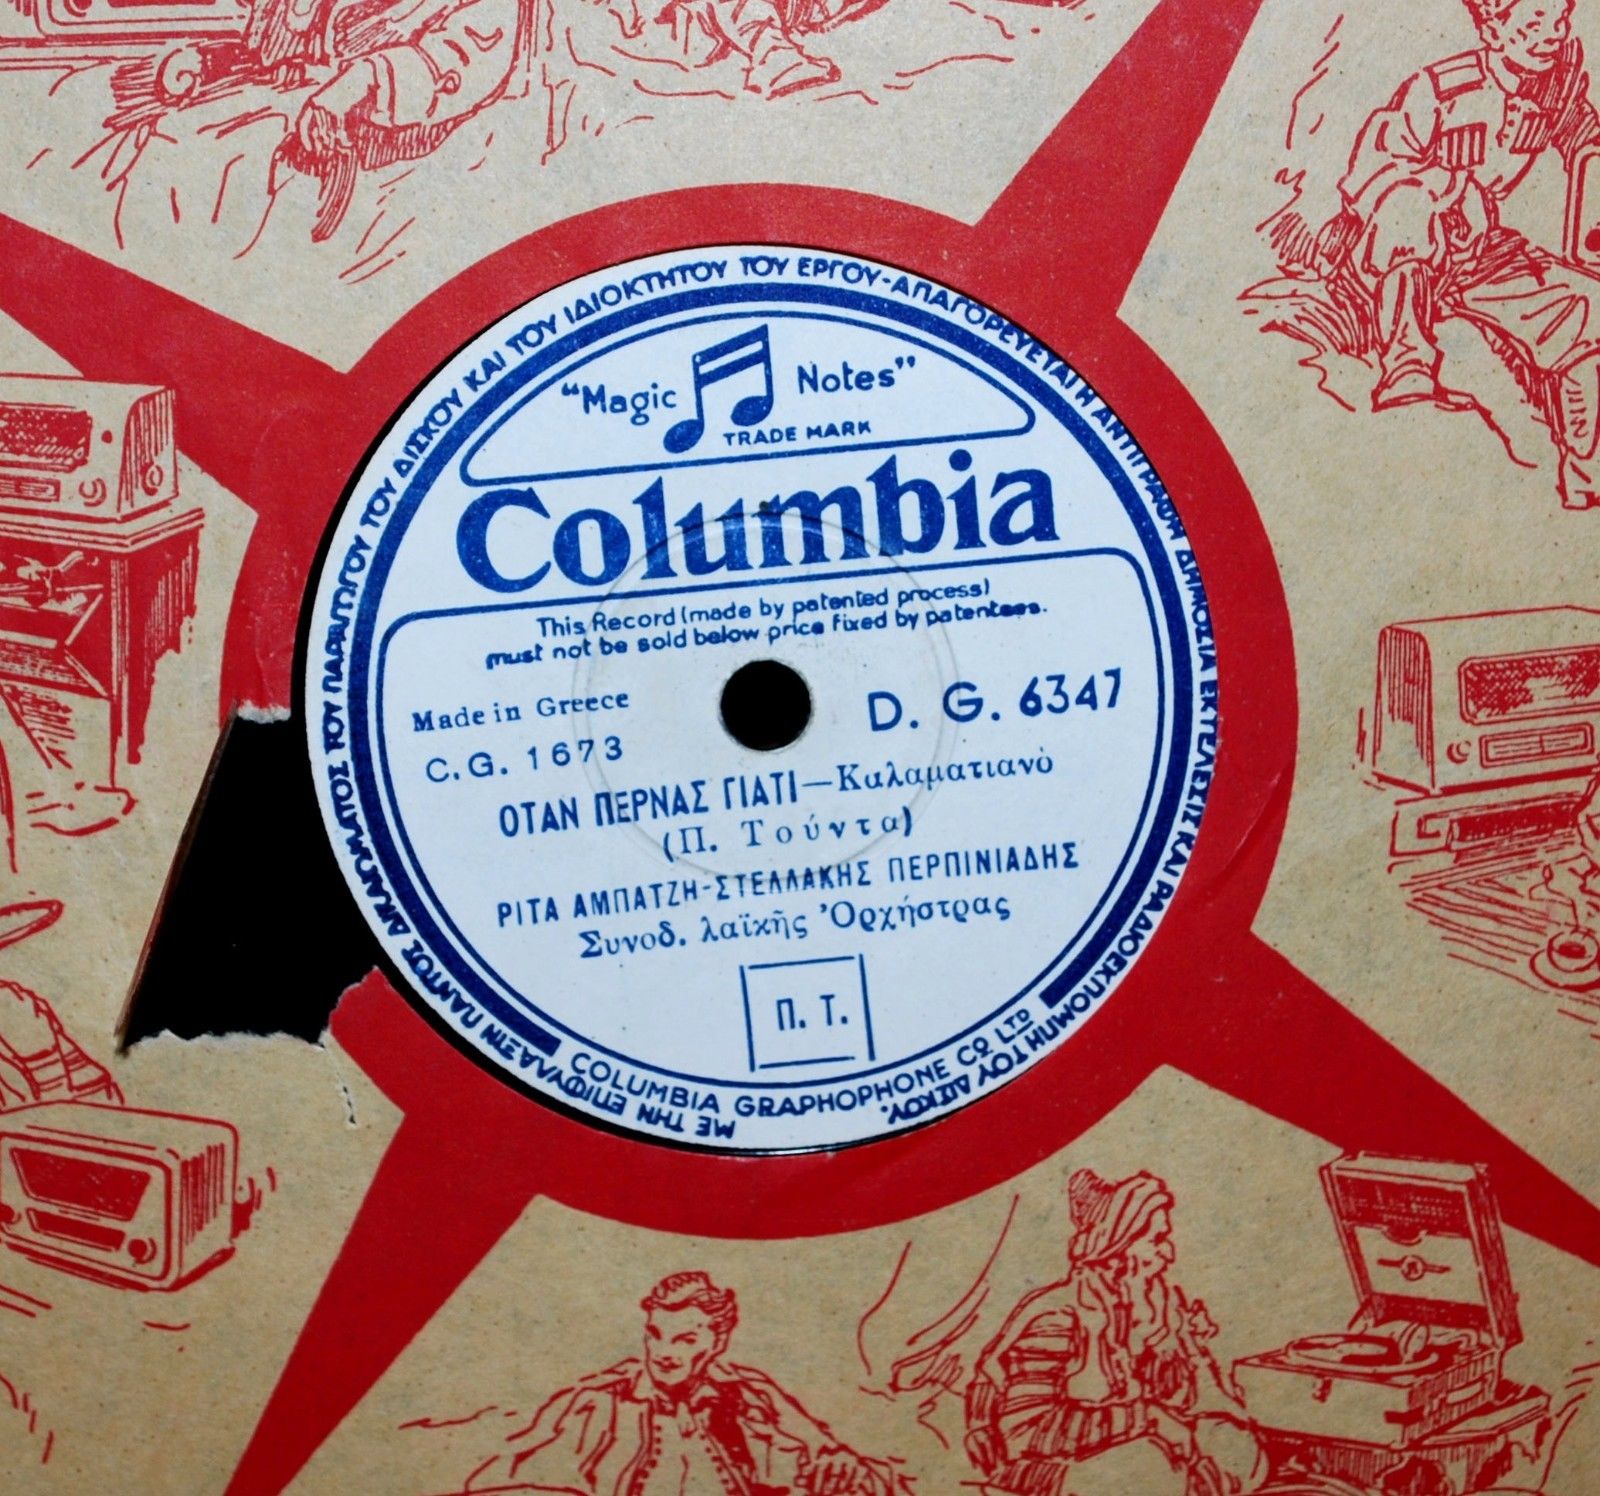 ΜΕ ΤΗΝ ΕΠΙΦΥΛΑΞΙΝ ΠΑΝΤΟΣ ΔΙΚΑΙΩΜΑΤΟΣ ΤΟΥ ΠΑΡΑΓΩΓΟΥ ΤΟΥ ΔΙΣΚΟΥ ΚΑΙ ΤΟΥ ΙΔΙΟΚΤΗΤΟΥ ΤΟΥ ΕΡΓΟΥ-ΑΠΑΓΟΡΕΥΕΤΑΙ Η ΑΝΤΙΓΡΑΦΗ ΔΗΜΟΣΙΑ ΕΚΤΕΛΕΣΙΣ ΚΑΙ ΡΑΔΙΟΕΚΠΟΜΠΗ ΤΟΥ ΔΙΣΚΟΥ.
"Magic Notes"
TRADE MARK
Columbia
This Record (made by patented process)
must not be sold below price fixed by patentees.
Made in Greece
D. G. 6347
C.G. 1673
ΟΤΑΝ ΠΕΡΝΑΣ ΓΙΑΤΙ—Καλαματιανὸ
(Π. Τούντα)
ΡΙΤΑ ΑΜΠΑΤΖΗ-ΣΤΕΛΛΑΚΗΣ ΠΕΡΠΙΝΙΑΔΗΣ
Συνοδ. λαϊκῆς Ὀρχήστρας
Π. Τ.
COLUMBIA GRAPHOPHONE CO LTD